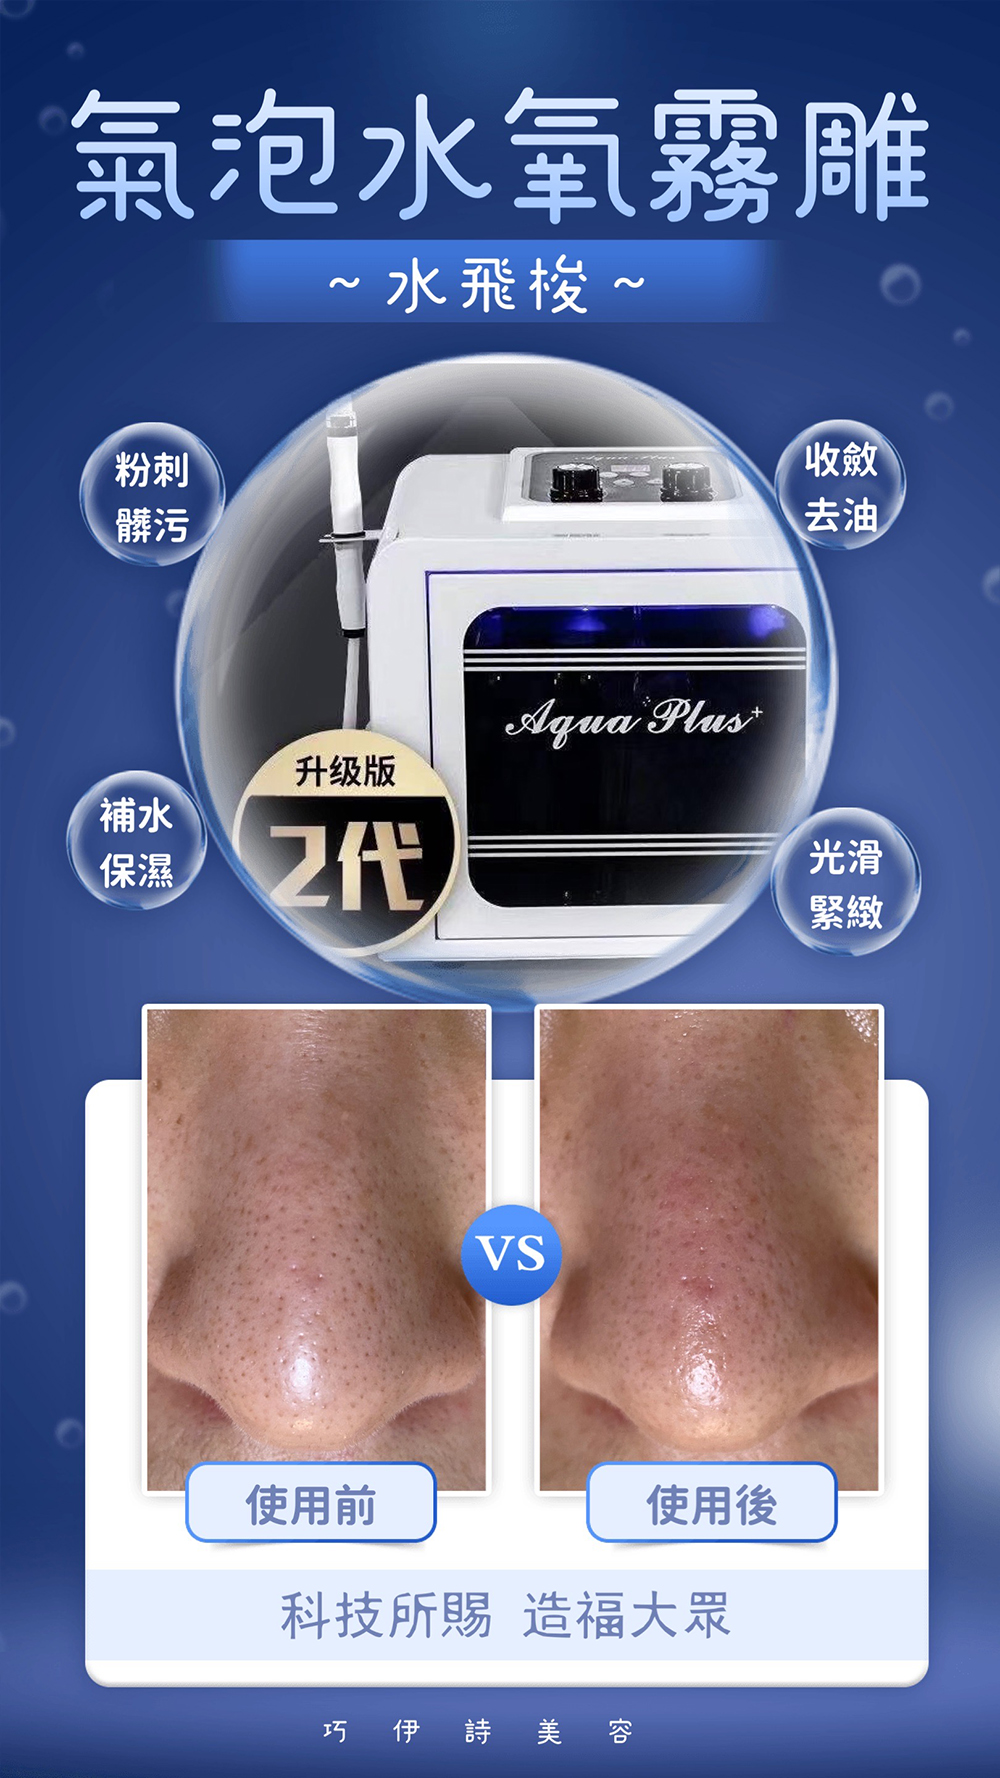 氣泡水氧霧雕
~水飛梭~
粉刺
髒污
收斂
去油
Aqua Plus
Aqua Plus+
升级版
2代
補水
保濕
光滑
緊緻
VS
使用前
使用後
科技所賜 造福大眾
巧伊詩美容